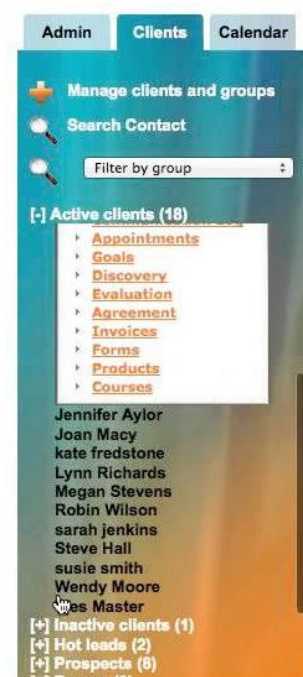 Admin Clients Calendar
Manage clients and groups
Search Contact
Filter by group
[-] Active clients (18)
Appointments
Goals
Discovery
Evaluation
Agreement
Invoices
Forms
Products
Courses
Jennifer Aylor
Joan Macy
kate fredstone
Lynn Richards
Megan Stevens
Robin Wilson
sarah jenkins
Steve Hall
susie smith
Wendy Moore
Master
[+] Inactive clients (1)
[+] Hot leads (2)
[+] Prospects (8)